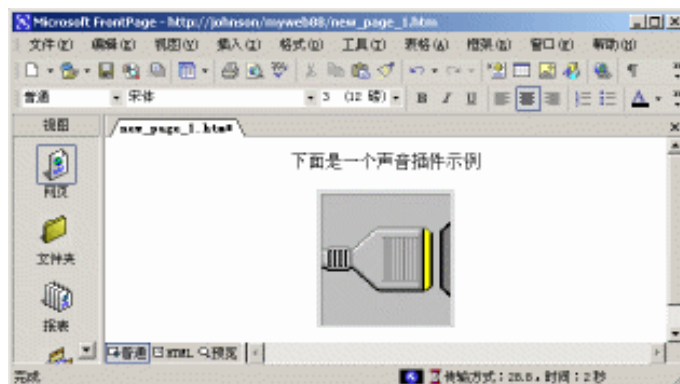 Microsoft FrontPage - http://johnson/myweb08/new_page_1.htm
文件(F) 编辑(E) 视图(V) 插入(I) 格式(O) 工具(T) 表格(A) 框架(R) 窗口(W) 帮助(H)
普通 宋体 3 (12 磅) B I U A
视图 new_page_1.htm*
下面是一个声音插件示例
网页
文件夹
报表
普通 HTML 预览
完成 传输方式:28.8,时间:2 秒